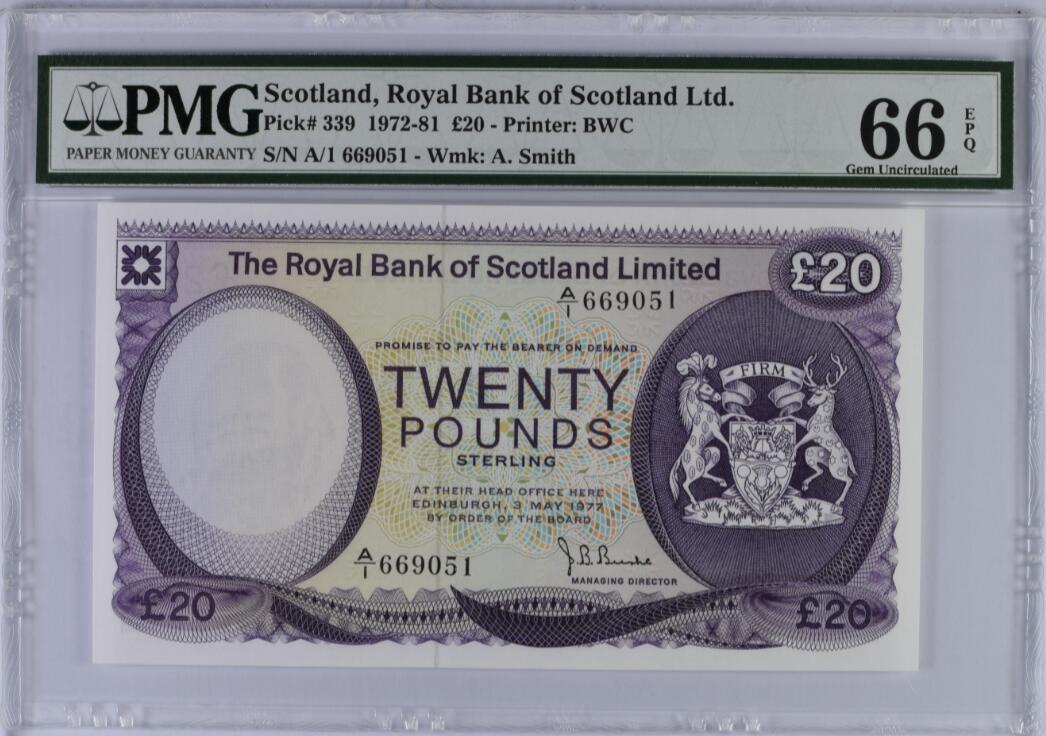 PMG
PAPER MONEY GUARANTY
Scotland, Royal Bank of Scotland Ltd.
Pick# 339 1972-81 £20 - Printer: BWC
S/N A/1 669051 - Wmk: A. Smith
66 EPQ
Gem Uncirculated
The Royal Bank of Scotland Limited
£20
A/1 669051
PROMISE TO PAY THE BEARER ON DEMAND
TWENTY
POUNDS
STERLING
FIRM
AT THEIR HEAD OFFICE HERE
EDINBURGH, 3 MAY 1977
BY ORDER OF THE BOARD
A/1 669051
J.B. Burke
MANAGING DIRECTOR
£20
£20